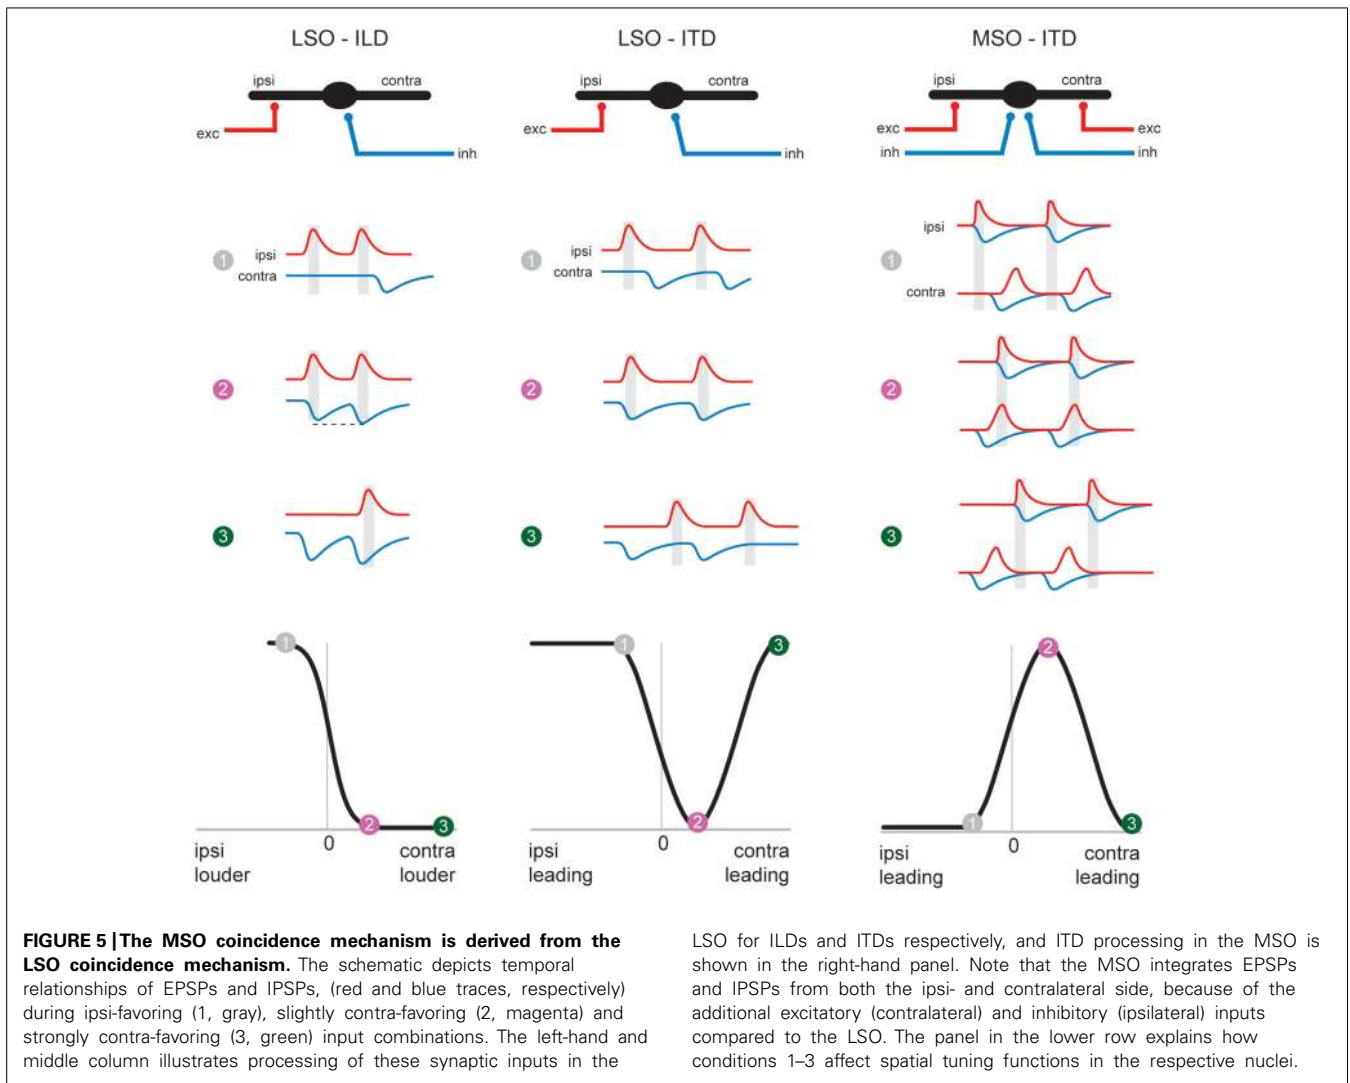 LSO - ILD
LSO - ITD
MSO - ITD
ipsi
contra
exc
inh
ipsi
contra
exc
inh
ipsi
contra
exc
exc
inh
inh
1
ipsi
contra
1
ipsi
contra
1
ipsi
contra
2
2
2
3
3
3
1
2
3
0
ipsi
louder
contra
louder
1
2
3
0
ipsi
leading
contra
leading
1
2
3
0
ipsi
leading
contra
leading
FIGURE 5 | The MSO coincidence mechanism is derived from the
LSO coincidence mechanism. The schematic depicts temporal
relationships of EPSPs and IPSPs, (red and blue traces, respectively)
during ipsi-favoring (1, gray), slightly contra-favoring (2, magenta) and
strongly contra-favoring (3, green) input combinations. The left-hand and
middle column illustrates processing of these synaptic inputs in the
LSO for ILDs and ITDs respectively, and ITD processing in the MSO is
shown in the right-hand panel. Note that the MSO integrates EPSPs
and IPSPs from both the ipsi- and contralateral side, because of the
additional excitatory (contralateral) and inhibitory (ipsilateral) inputs
compared to the LSO. The panel in the lower row explains how
conditions 1–3 affect spatial tuning functions in the respective nuclei.